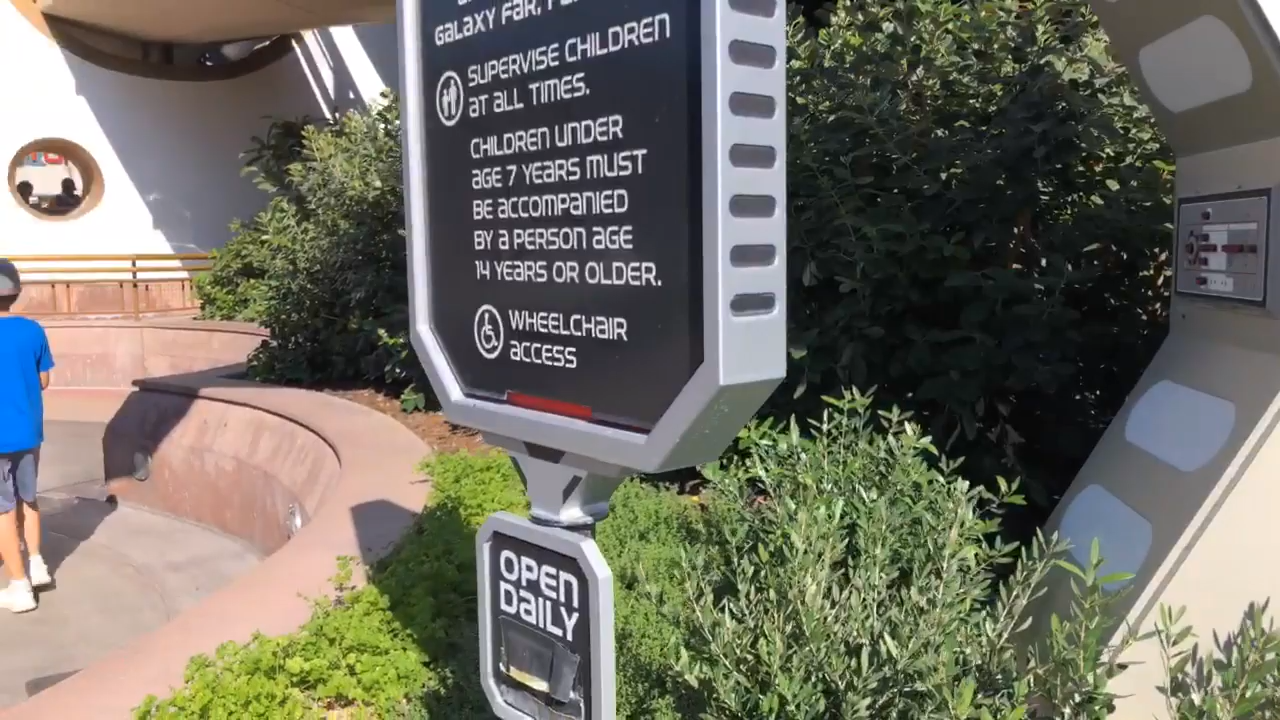 GALAXY FAR,
SUPERVISE CHILDREN
AT ALL TIMES.
CHILDREN UNDER
AGE 7 YEARS MUST
BE ACCOMPANIED
BY A PERSON AGE
14 YEARS OR OLDER.
WHEELCHAIR
ACCESS
OPEN
DAILY